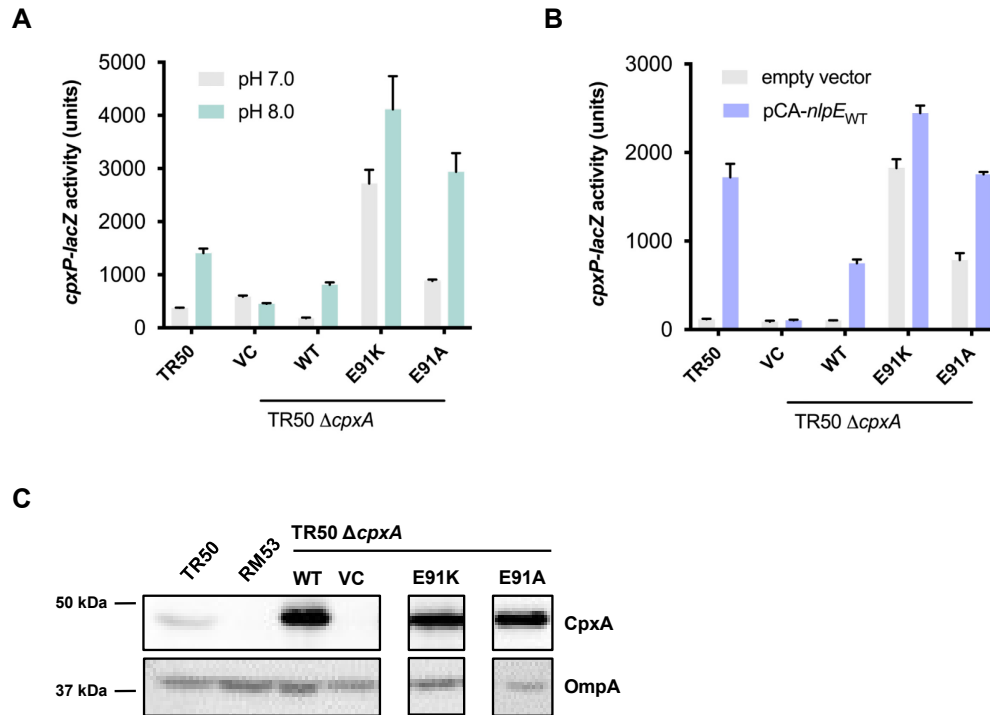 A
cpxP-lacZ activity (units)
5000
4000
3000
2000
1000
0
pH 7.0
pH 8.0
TR50
VC
WT
E91K
E91A
TR50 ΔcpxA
B
cpxP-lacZ activity (units)
3000
2000
1000
0
empty vector
pCA-nlpEWT
TR50
VC
WT
E91K
E91A
TR50 ΔcpxA
C
TR50 ΔcpxA
TR50 RM53 WT VC E91K E91A
50 kDa
CpxA
37 kDa
OmpA